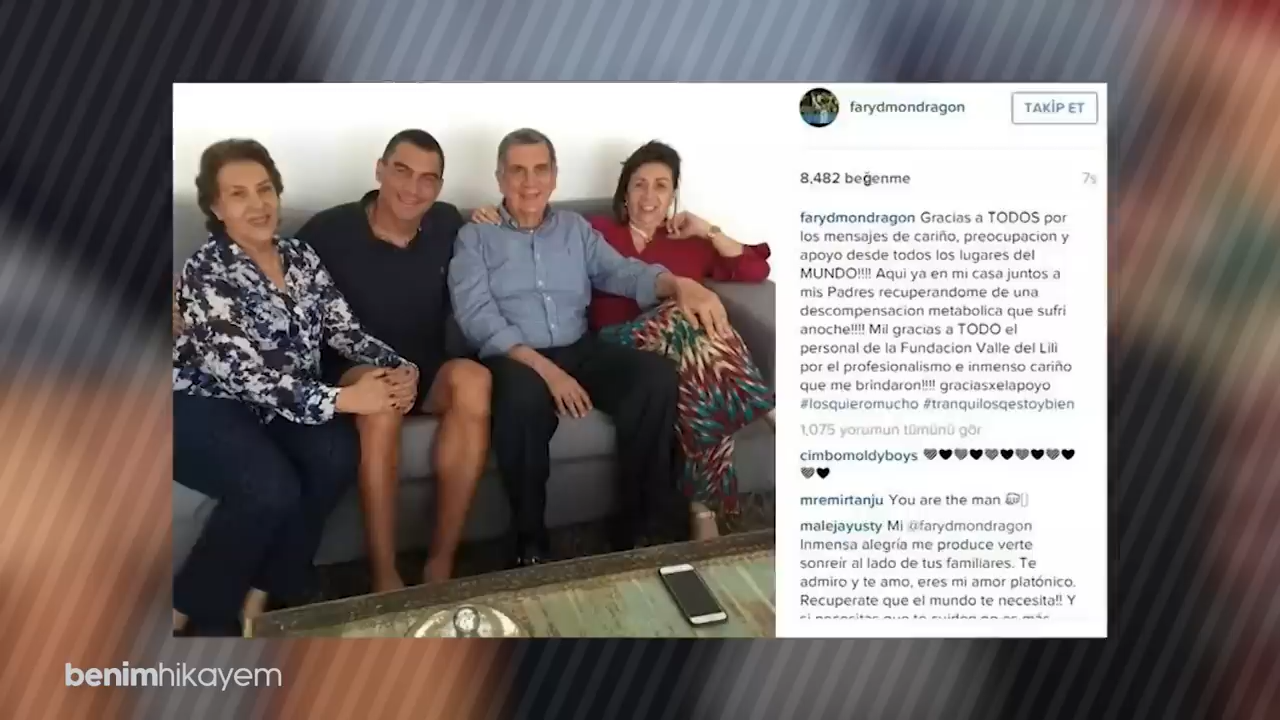 farydmondragon
TAKİP ET
8,482 beğenme
7s
farydmondragon Gracias a TODOS por
los mensajes de cariño, preocupacion y
apoyo desde todos los lugares del
MUNDO!!!! Aqui ya en mi casa juntos a
mis Padres recuperandome de una
descompensacion metabolica que sufri
anoche!!!! Mil gracias a TODO el
personal de la Fundacion Valle del Lili
por el profesionalismo e inmenso cariño
que me brindaron!!!! graciasxelapoyo
#losquieromucho #tranquilosqestoybien
1,075 yorumun tümünü gör
cimbomoldyboys
mremirtanju You are the man
malejayusty Mi @farydmondragon
Inmensa alegría me produce verte
sonreír al lado de tus familiares. Te
admiro y te amo, eres mi amor platónico.
Recuperate que el mundo te necesita!! Y
benimhikayem